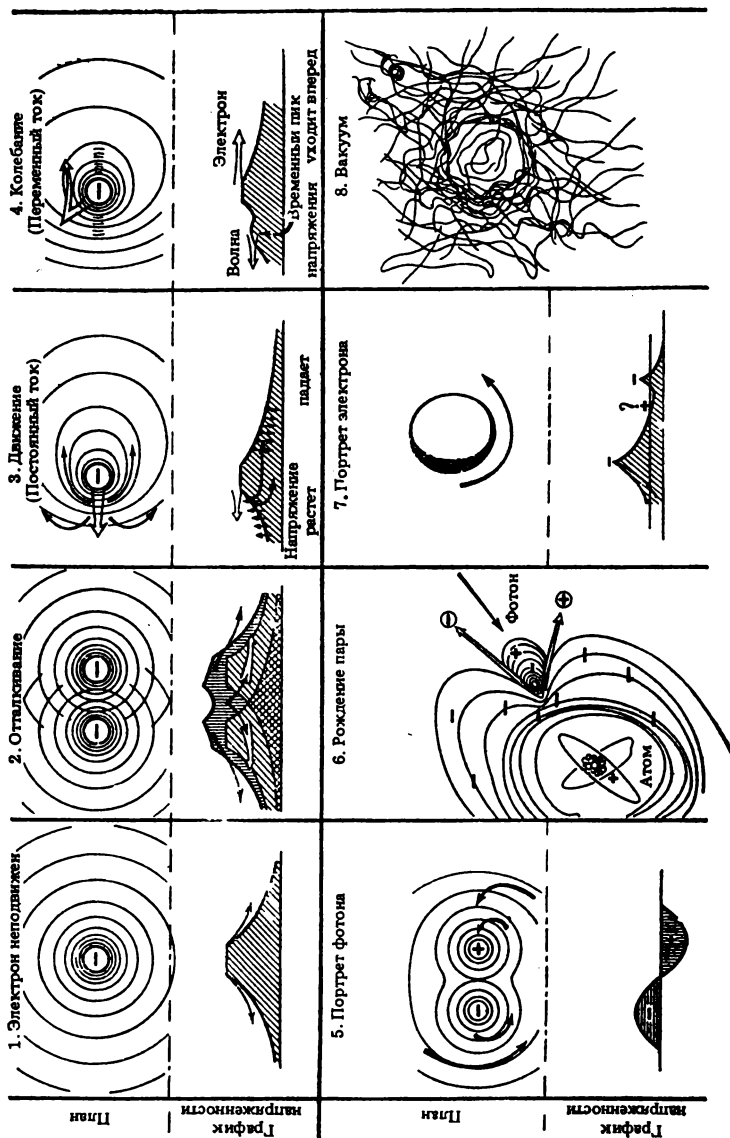 План
График
напряженности
1. Электрон неподвижен
2. Отталкивание
3. Движение
(Постоянный ток)
Напряжение
растет
падает
4. Колебание
(Переменный ток)
Волна
Электрон
Временный пик
напряжения уходит вперед
План
График
напряженности
5. Портрет фотона
6. Рождение пары
Фотон
Атом
7. Портрет электрона
?
8. Вакуум